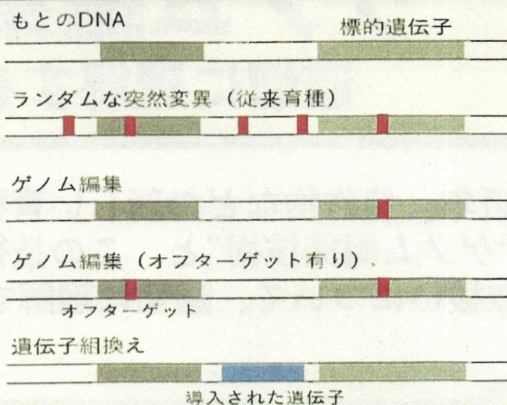 もとのDNA
標的遺伝子
ランダムな突然変異（従来育種）
ゲノム編集
ゲノム編集（オフターゲット有り）
オフターゲット
遺伝子組換え
導入された遺伝子